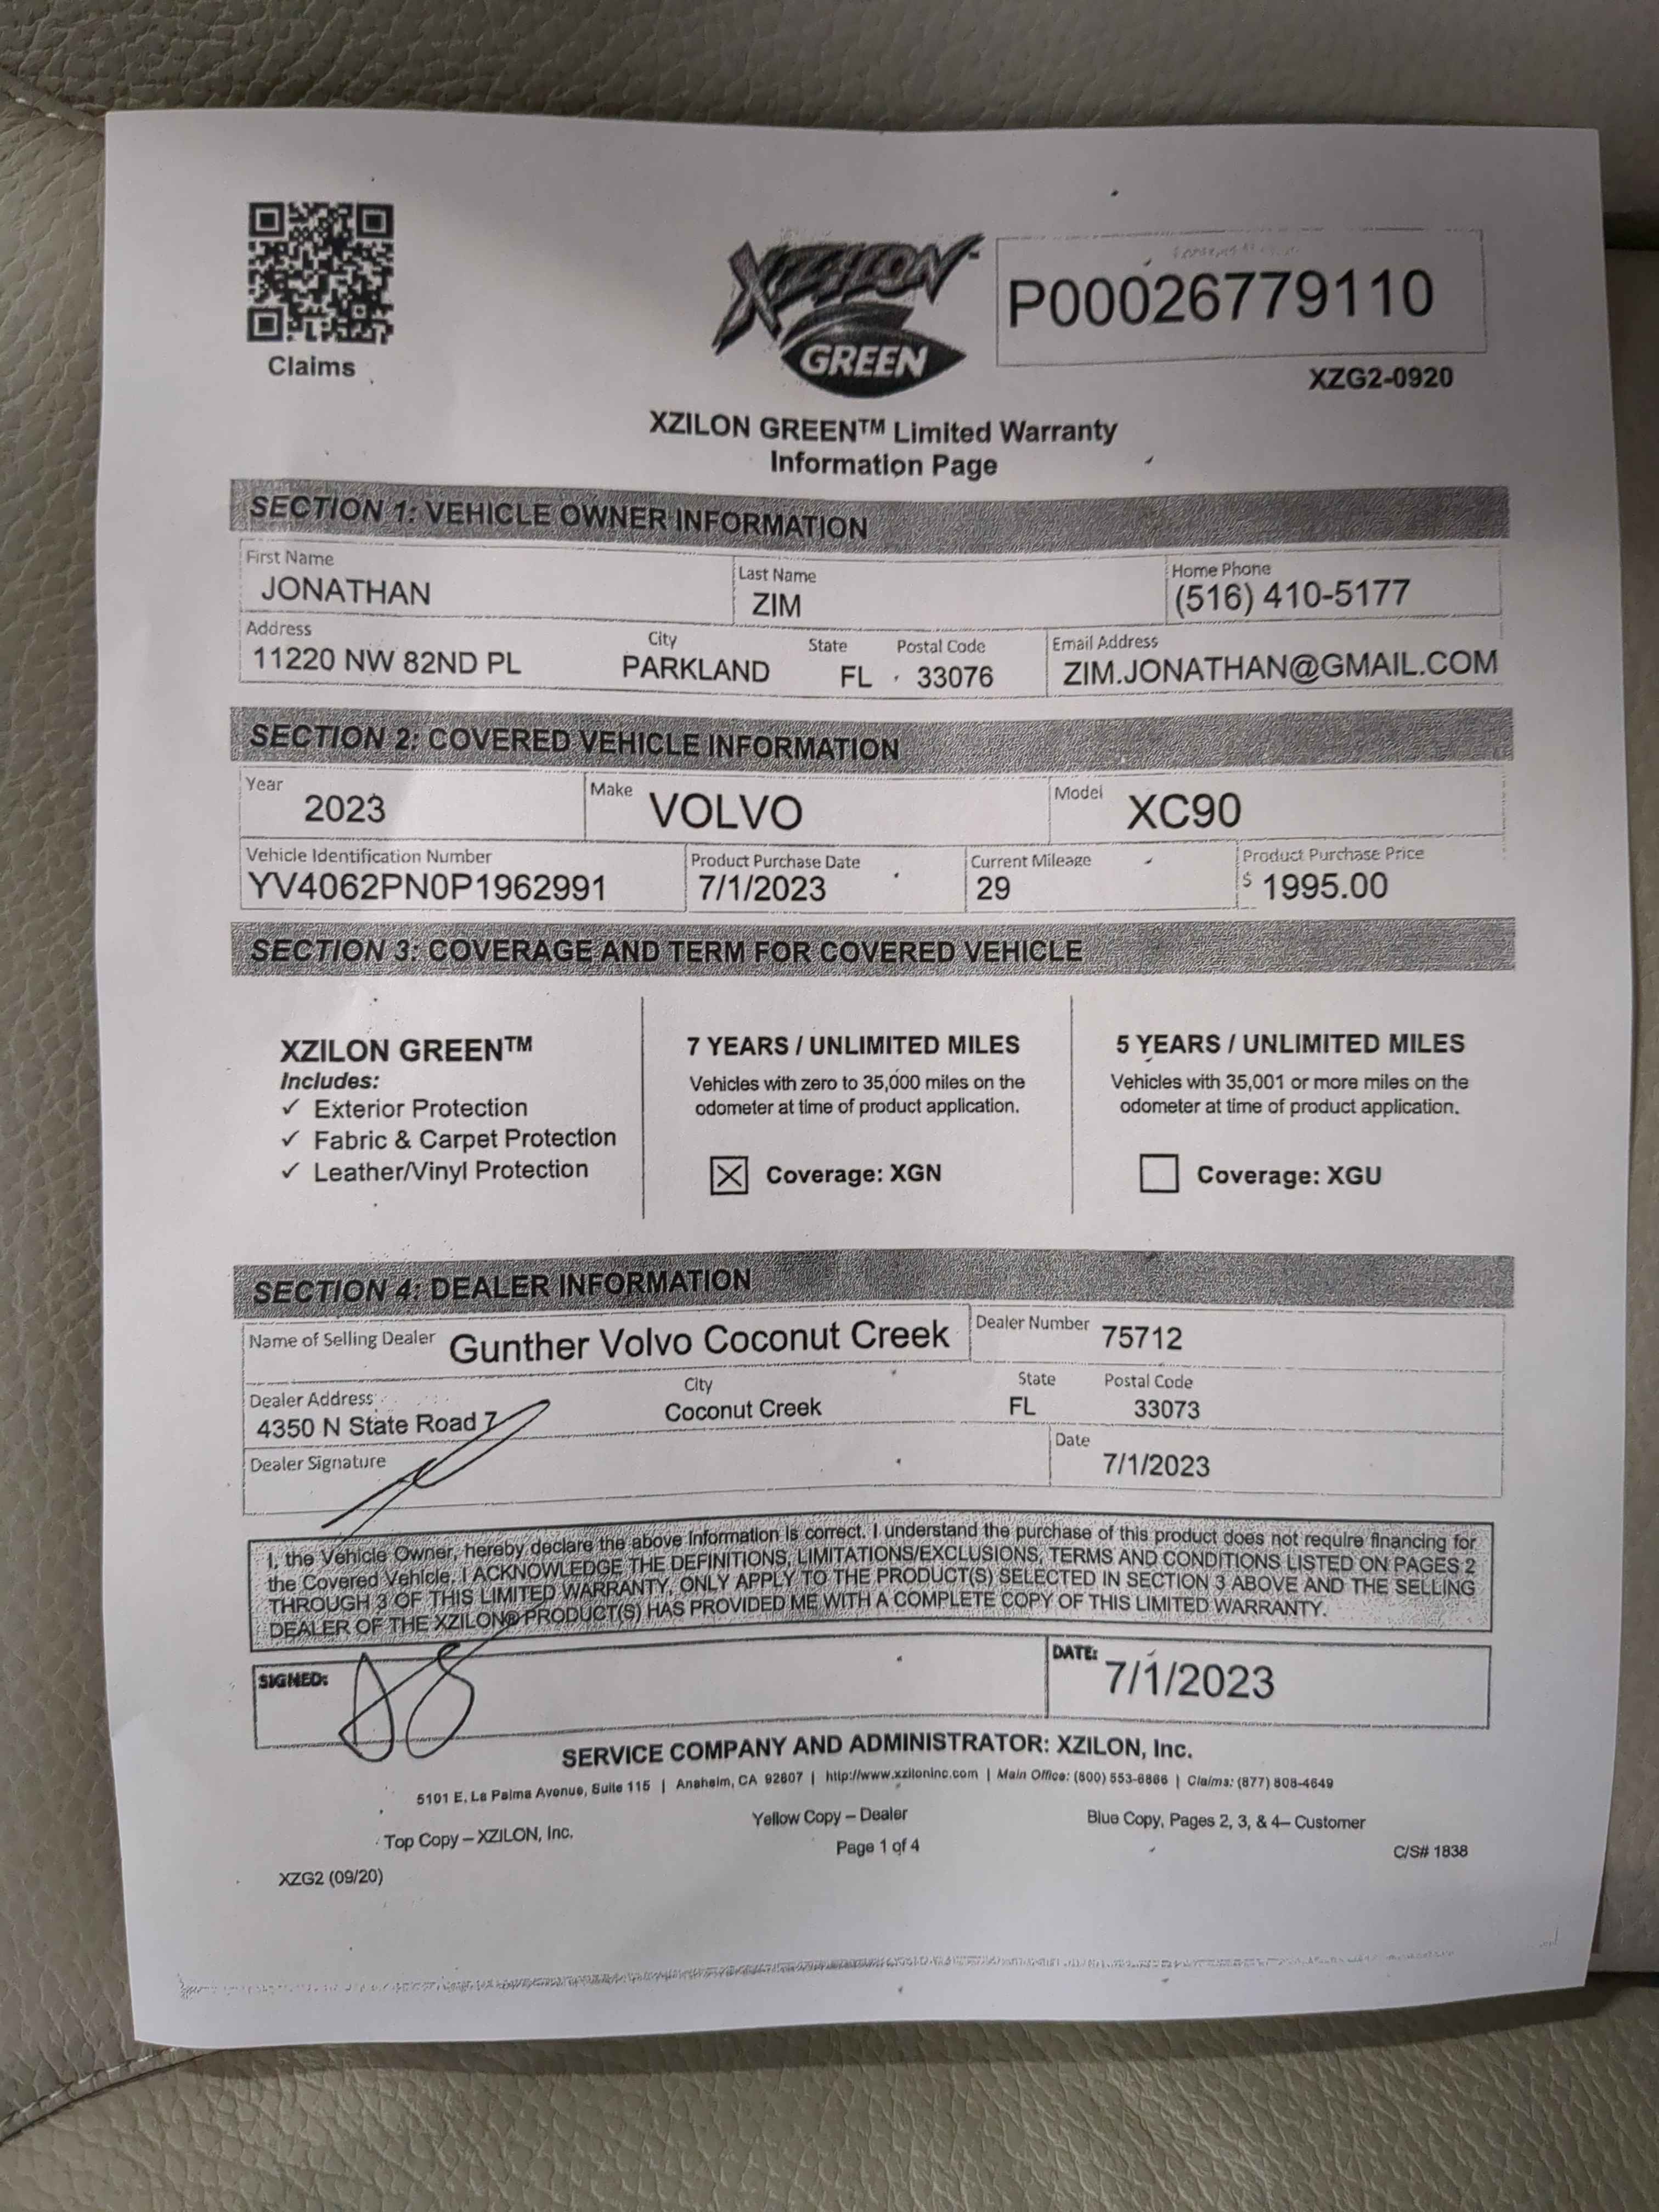 XZILON™
GREEN
P00026779110
Claims
XZG2-0920
XZILON GREEN™ Limited Warranty
Information Page
SECTION 1: VEHICLE OWNER INFORMATION
First Name Last Name Home Phone
JONATHAN ZIM (516) 410-5177
Address City State Postal Code Email Address
11220 NW 82ND PL PARKLAND FL 33076 ZIM.JONATHAN@GMAIL.COM
SECTION 2: COVERED VEHICLE INFORMATION
Year 2023 Make VOLVO Model XC90
Vehicle Identification Number Product Purchase Date Current Mileage Product Purchase Price
YV4062PN0P1962991 7/1/2023 29 $ 1995.00
SECTION 3: COVERAGE AND TERM FOR COVERED VEHICLE
XZILON GREEN™
Includes:
✓ Exterior Protection
✓ Fabric & Carpet Protection
✓ Leather/Vinyl Protection
7 YEARS / UNLIMITED MILES
Vehicles with zero to 35,000 miles on the
odometer at time of product application.
☒ Coverage: XGN
5 YEARS / UNLIMITED MILES
Vehicles with 35,001 or more miles on the
odometer at time of product application.
☐ Coverage: XGU
SECTION 4: DEALER INFORMATION
Name of Selling Dealer Gunther Volvo Coconut Creek Dealer Number 75712
Dealer Address City State Postal Code
4350 N State Road 7 Coconut Creek FL 33073
Dealer Signature Date
7/1/2023
I, the Vehicle Owner, hereby declare the above information is correct. I understand the purchase of this product does not require financing for
the Covered Vehicle. I ACKNOWLEDGE THE DEFINITIONS, LIMITATIONS/EXCLUSIONS, TERMS AND CONDITIONS LISTED ON PAGES 2
THROUGH 3 OF THIS LIMITED WARRANTY, ONLY APPLY TO THE PRODUCT(S) SELECTED IN SECTION 3 ABOVE AND THE SELLING
DEALER OF THE XZILON® PRODUCT(S) HAS PROVIDED ME WITH A COMPLETE COPY OF THIS LIMITED WARRANTY.
SIGNED: DATE: 7/1/2023
SERVICE COMPANY AND ADMINISTRATOR: XZILON, Inc.
5101 E. La Palma Avenue, Suite 115 | Anaheim, CA 92807 | http://www.xziloninc.com | Main Office: (800) 553-6866 | Claims: (877) 808-4649
Top Copy – XZILON, Inc. Yellow Copy – Dealer Blue Copy, Pages 2, 3, & 4– Customer
Page 1 of 4
C/S# 1838
XZG2 (09/20)